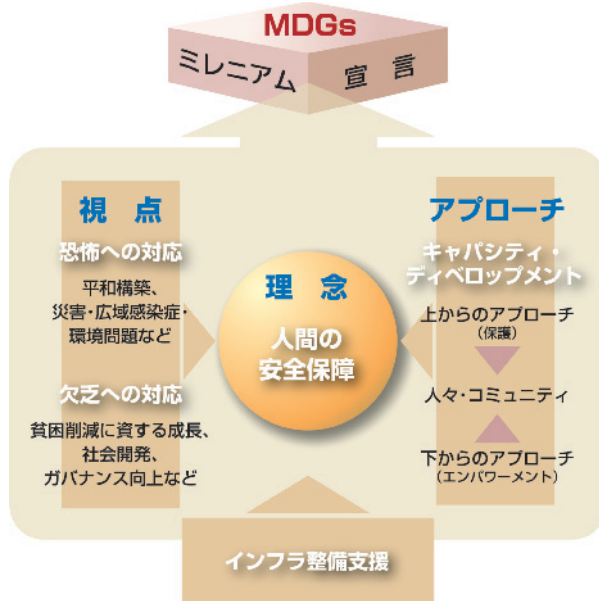 MDGs
ミレニアム 宣言
視点
恐怖への対応
平和構築、
災害・広域感染症・
環境問題など
欠乏への対応
貧困削減に資する成長、
社会開発、
ガバナンス向上など
理念
人間の
安全保障
アプローチ
キャパシティ・
ディベロップメント
上からのアプローチ
(保護)
人々・コミュニティ
下からのアプローチ
(エンパワーメント)
インフラ整備支援